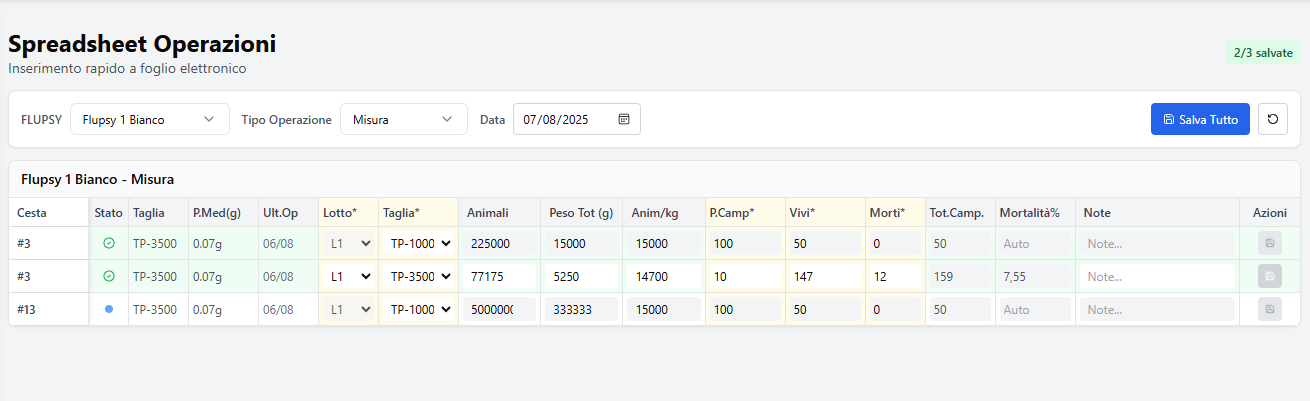 Spreadsheet Operazioni
Inserimento rapido a foglio elettronico
2/3 salvate
FLUPSY Flupsy 1 Bianco Tipo Operazione Misura Data 07/08/2025 Salva Tutto
Flupsy 1 Bianco - Misura
Cesta Stato Taglia P.Med(g) Ult.Op Lotto* Taglia* Animali Peso Tot (g) Anim/kg P.Camp* Vivi* Morti* Tot.Camp. Mortalità% Note Azioni
#3 TP-3500 0.07g 06/08 L1 TP-1000 225000 15000 15000 100 50 0 50 Auto Note...
#3 TP-3500 0.07g 06/08 L1 TP-3500 77175 5250 14700 10 147 12 159 7,55 Note...
#13 TP-3500 0.07g 06/08 L1 TP-1000 333333 15000 100 50 0 50 Auto Note...